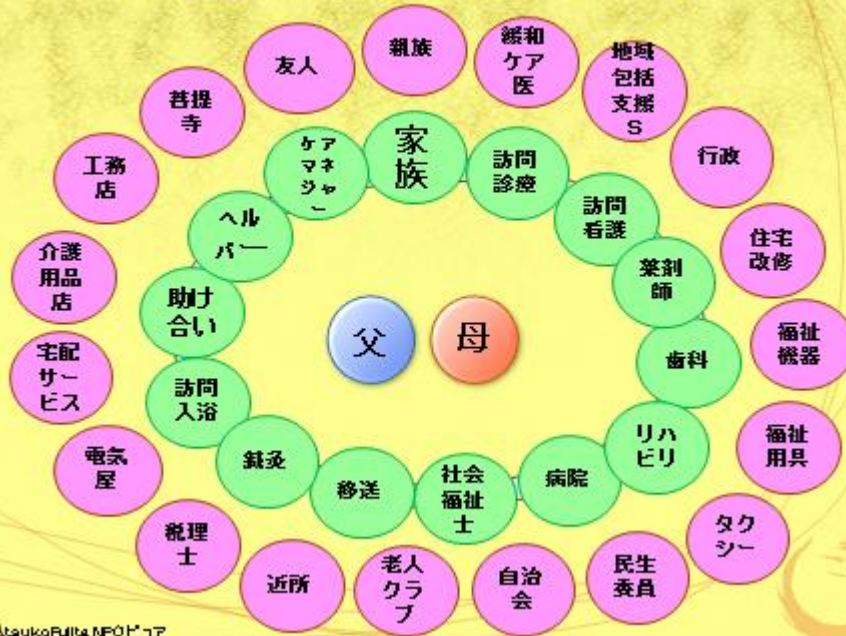 親族
緩和
ケア
医
地域
包括
支援
S
行政
住宅
改修
福祉
機器
福祉
用具
タク
シー
民生
委員
自治
会
老人
クラ
ブ
近所
税理
士
電気
屋
宅配
サー
ビス
介護
用品
店
工務
店
菩提
寺
友人
家
族
訪問
診療
訪問
看護
薬剤
師
歯科
リハ
ビリ
病院
社会
福祉
士
移送
鍼灸
訪問
入浴
助け
合い
ヘル
パー
ケア
マネ
ジャ
ー
父
母